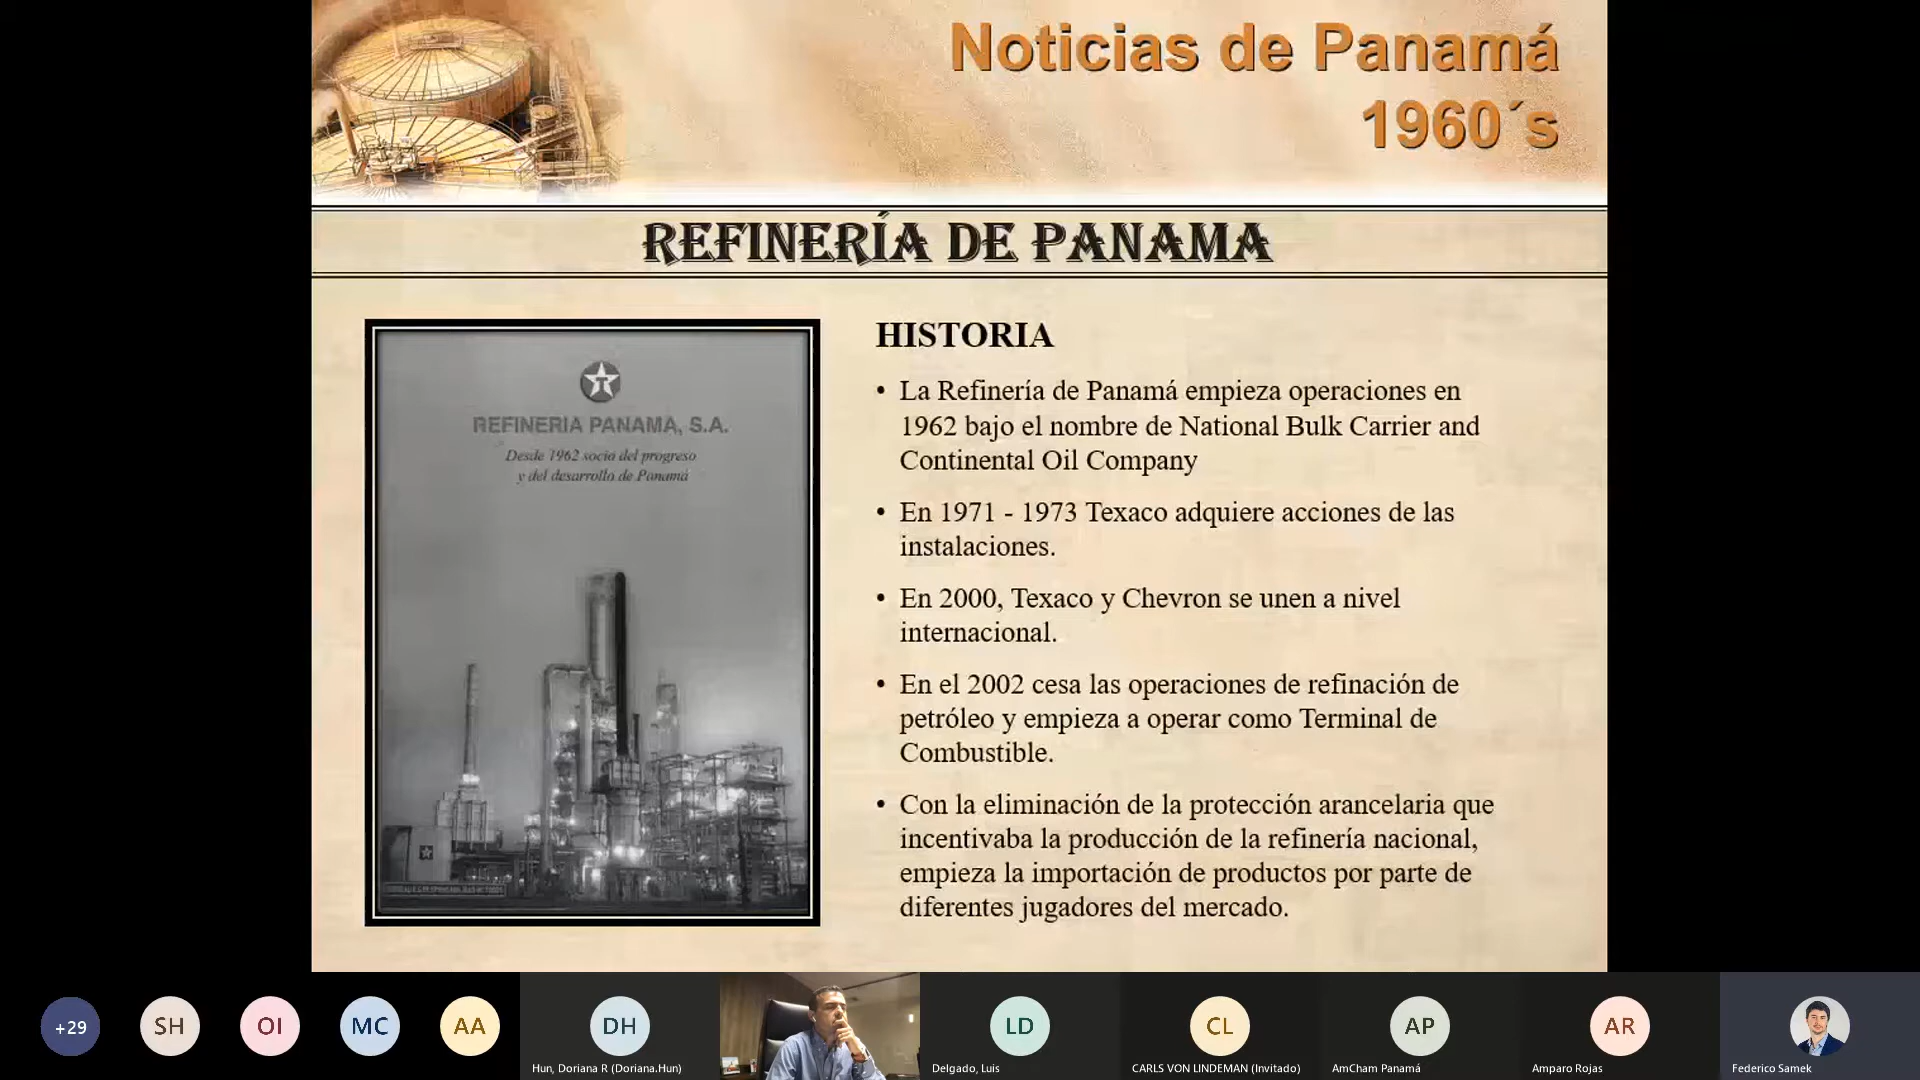 Noticias de Panamá
1960´s
REFINERÍA DE PANAMA
REFINERIA PANAMA, S.A.
Desde 1962 socio del progreso
y del desarrollo de Panamá
HISTORIA
• La Refinería de Panamá empieza operaciones en
1962 bajo el nombre de National Bulk Carrier and
Continental Oil Company
• En 1971 - 1973 Texaco adquiere acciones de las
instalaciones.
• En 2000, Texaco y Chevron se unen a nivel
internacional.
• En el 2002 cesa las operaciones de refinación de
petróleo y empieza a operar como Terminal de
Combustible.
• Con la eliminación de la protección arancelaria que
incentivaba la producción de la refinería nacional,
empieza la importación de productos por parte de
diferentes jugadores del mercado.
+29
SH
OI
MC
AA
DH
Hun, Doriana R (Doriana.Hun)
LD
Delgado, Luis
CL
CARLS VON LINDEMAN (Invitado)
AP
AmCham Panamá
AR
Amparo Rojas
Federico Samek